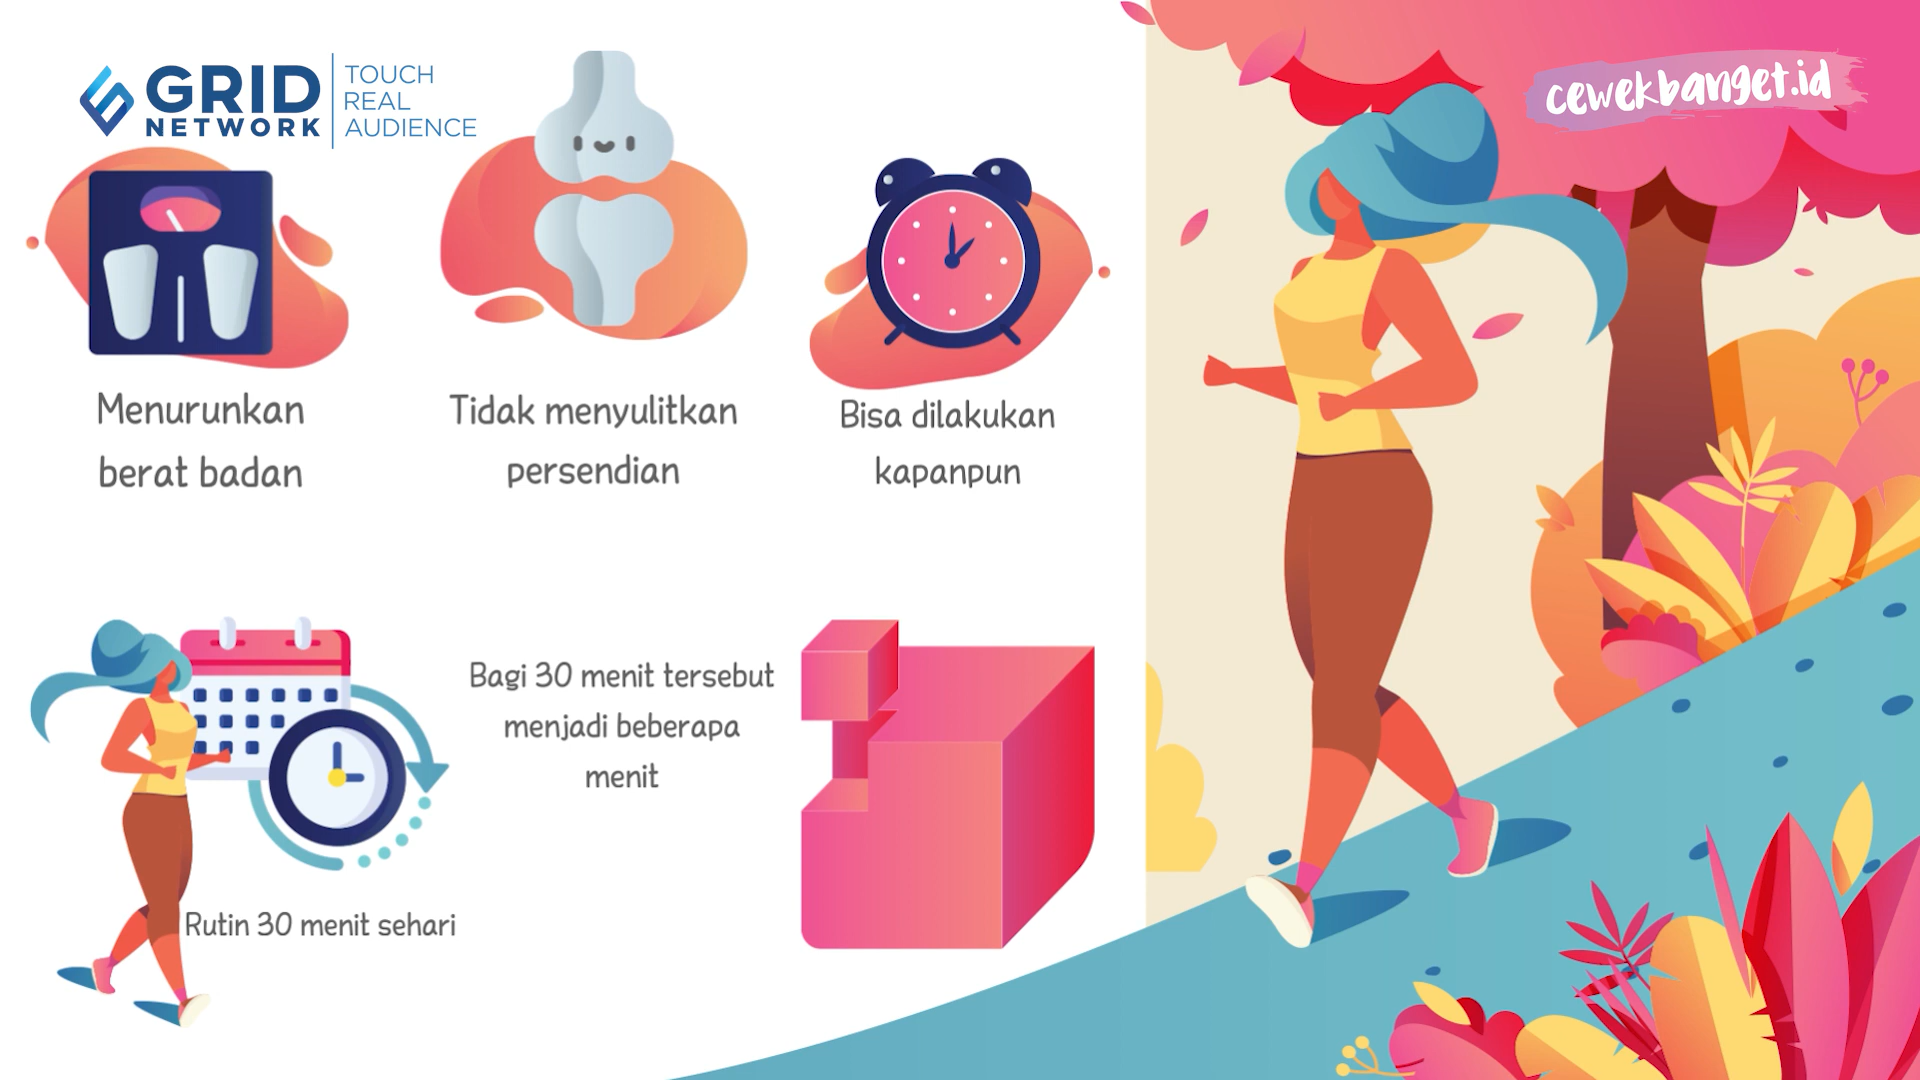 GRID
NETWORK
TOUCH
REAL
AUDIENCE
cewekbanget.id
Menurunkan
berat badan
Tidak menyulitkan
persendian
Bisa dilakukan
kapanpun
Rutin 30 menit sehari
Bagi 30 menit tersebut
menjadi beberapa
menit